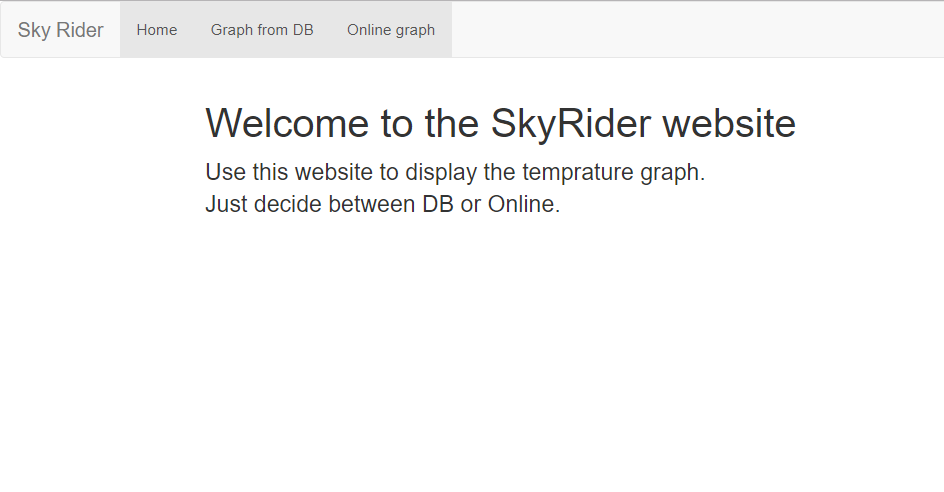 Sky Rider Home Graph from DB Online graph
Welcome to the SkyRider website
Use this website to display the temprature graph.
Just decide between DB or Online.